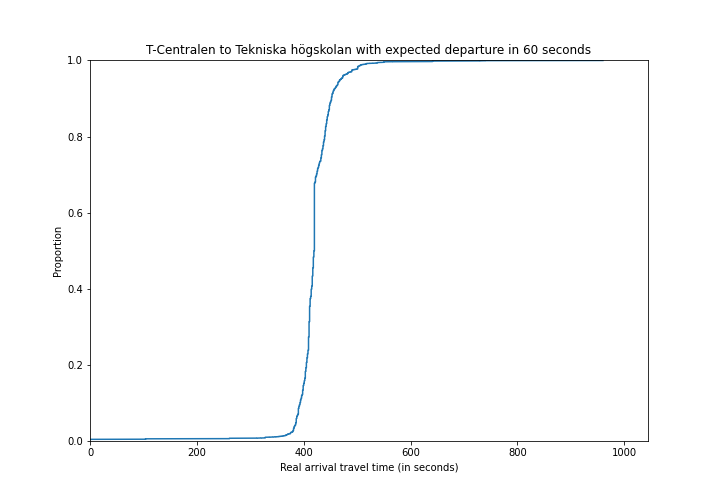 T-Centralen to Tekniska högskolan with expected departure in 60 seconds
1.0
0.8
0.6
0.4
0.2
0.0
Proportion
0 200 400 600 800 1000
Real arrival travel time (in seconds)